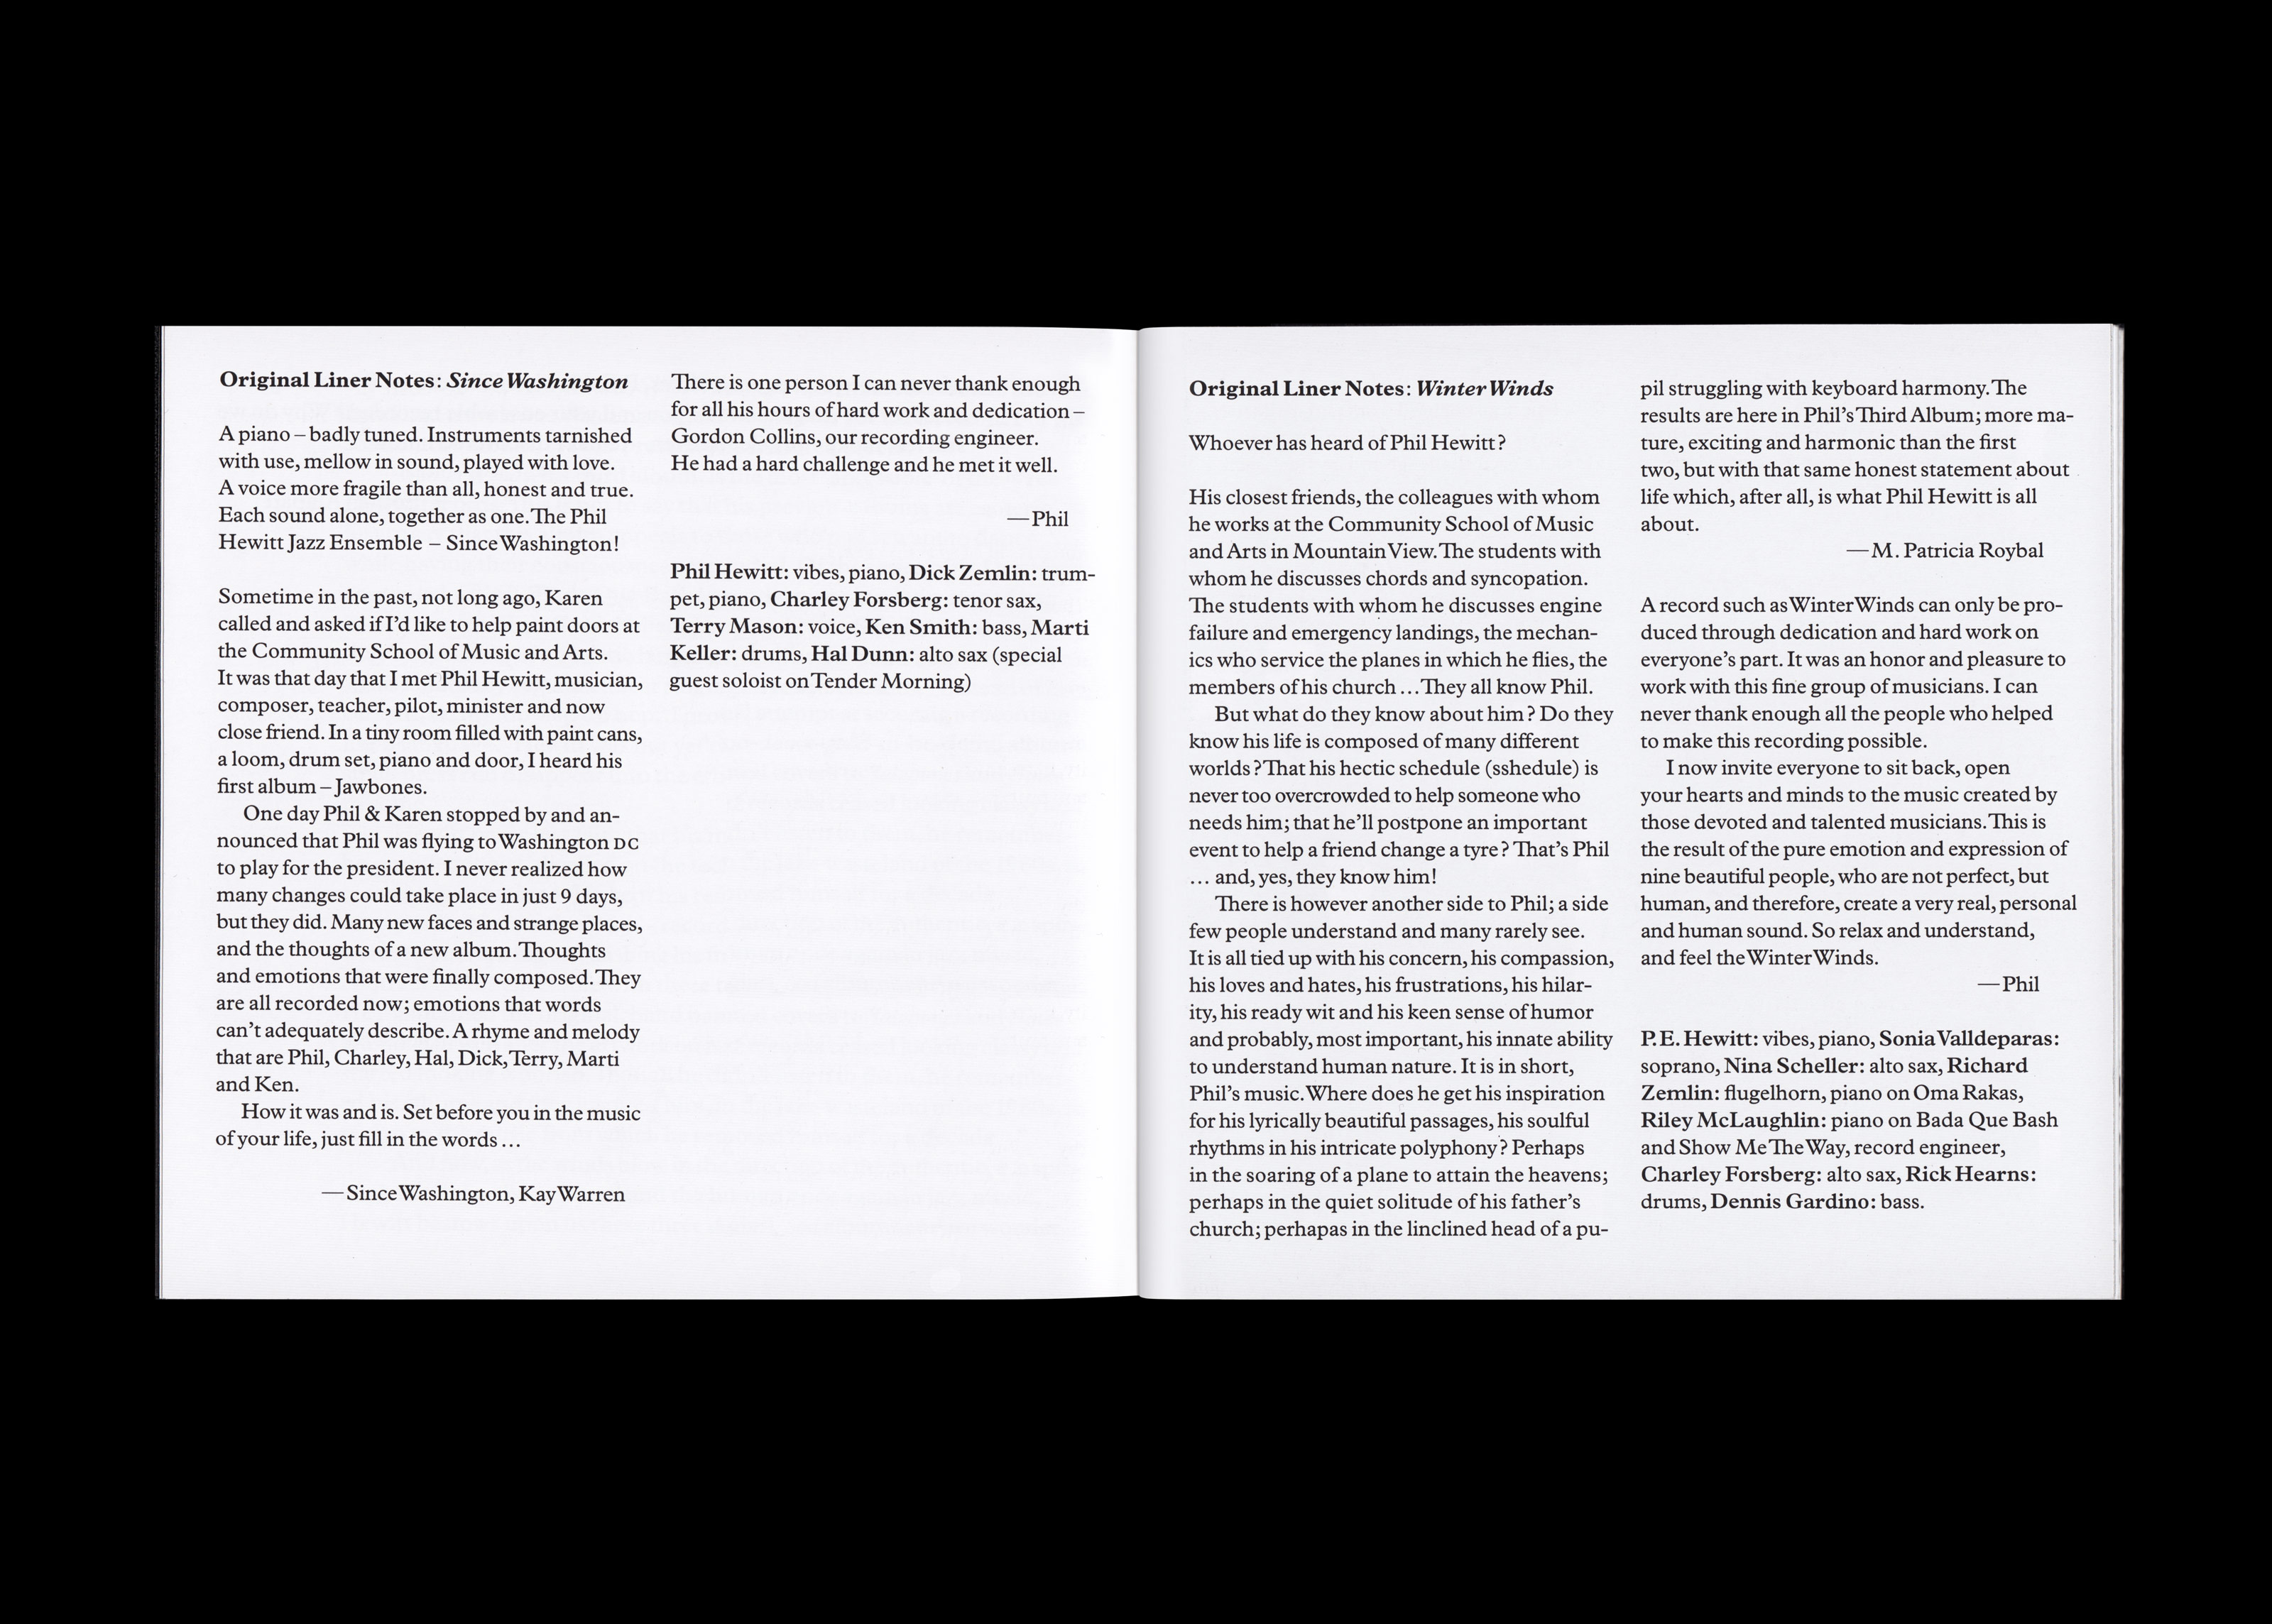 Original Liner Notes: Since Washington
A piano – badly tuned. Instruments tarnished
with use, mellow in sound, played with love.
A voice more fragile than all, honest and true.
Each sound alone, together as one. The Phil
Hewitt Jazz Ensemble – Since Washington!
Sometime in the past, not long ago, Karen
called and asked if I'd like to help paint doors at
the Community School of Music and Arts.
It was that day that I met Phil Hewitt, musician,
composer, teacher, pilot, minister and now
close friend. In a tiny room filled with paint cans,
a loom, drum set, piano and door, I heard his
first album – Jawbones.
One day Phil & Karen stopped by and an-
nounced that Phil was flying to Washington DC
to play for the president. I never realized how
many changes could take place in just 9 days,
but they did. Many new faces and strange places,
and the thoughts of a new album. Thoughts
and emotions that were finally composed. They
are all recorded now; emotions that words
can't adequately describe. A rhyme and melody
that are Phil, Charley, Hal, Dick, Terry, Marti
and Ken.
How it was and is. Set before you in the music
of your life, just fill in the words …
— Since Washington, Kay Warren
There is one person I can never thank enough
for all his hours of hard work and dedication –
Gordon Collins, our recording engineer.
He had a hard challenge and he met it well.
— Phil
Phil Hewitt: vibes, piano, Dick Zemlin: trum-
pet, piano, Charley Forsberg: tenor sax,
Terry Mason: voice, Ken Smith: bass, Marti
Keller: drums, Hal Dunn: alto sax (special
guest soloist on Tender Morning)
Original Liner Notes: Winter Winds
Whoever has heard of Phil Hewitt?
His closest friends, the colleagues with whom
he works at the Community School of Music
and Arts in Mountain View. The students with
whom he discusses chords and syncopation.
The students with whom he discusses engine
failure and emergency landings, the mechan-
ics who service the planes in which he flies, the
members of his church … They all know Phil.
But what do they know about him? Do they
know his life is composed of many different
worlds? That his hectic schedule (sshedule) is
never too overcrowded to help someone who
needs him; that he'll postpone an important
event to help a friend change a tyre? That's Phil
… and, yes, they know him!
There is however another side to Phil; a side
few people understand and many rarely see.
It is all tied up with his concern, his compassion,
his loves and hates, his frustrations, his hilar-
ity, his ready wit and his keen sense of humor
and probably, most important, his innate ability
to understand human nature. It is in short,
Phil's music. Where does he get his inspiration
for his lyrically beautiful passages, his soulful
rhythms in his intricate polyphony? Perhaps
in the soaring of a plane to attain the heavens;
perhaps in the quiet solitude of his father's
church; perhapas in the linclined head of a pu-
pil struggling with keyboard harmony. The
results are here in Phil's Third Album; more ma-
ture, exciting and harmonic than the first
two, but with that same honest statement about
life which, after all, is what Phil Hewitt is all
about.
— M. Patricia Roybal
A record such as Winter Winds can only be pro-
duced through dedication and hard work on
everyone's part. It was an honor and pleasure to
work with this fine group of musicians. I can
never thank enough all the people who helped
to make this recording possible.
I now invite everyone to sit back, open
your hearts and minds to the music created by
those devoted and talented musicians. This is
the result of the pure emotion and expression of
nine beautiful people, who are not perfect, but
human, and therefore, create a very real, personal
and human sound. So relax and understand,
and feel the Winter Winds.
— Phil
P. E. Hewitt: vibes, piano, Sonia Valldeparas:
soprano, Nina Scheller: alto sax, Richard
Zemlin: flugelhorn, piano on Oma Rakas,
Riley McLaughlin: piano on Bada Que Bash
and Show Me The Way, record engineer,
Charley Forsberg: alto sax, Rick Hearns:
drums, Dennis Gardino: bass.